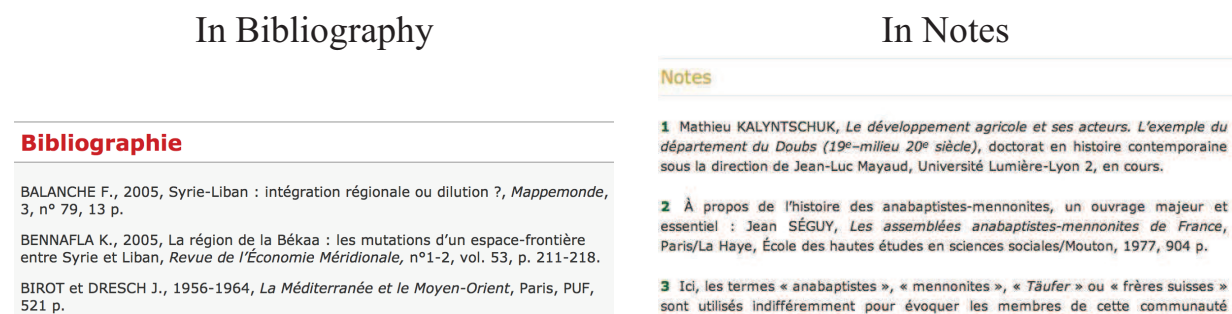 In Bibliography
Bibliographie
BALANCHE F., 2005, Syrie-Liban : intégration régionale ou dilution ?, Mappemonde,
3, nº 79, 13 p.
BENNAFLA K., 2005, La région de la Békaa : les mutations d’un espace-frontière
entre Syrie et Liban, Revue de l’Économie Méridionale, nº1-2, vol. 53, p. 211-218.
BIROT et DRESCH J., 1956-1964, La Méditerranée et le Moyen-Orient, Paris, PUF,
521 p.
In Notes
Notes
1 Mathieu KALYNTSCHUK, Le développement agricole et ses acteurs. L’exemple du
département du Doubs (19e–milieu 20e siècle), doctorat en histoire contemporaine
sous la direction de Jean-Luc Mayaud, Université Lumière-Lyon 2, en cours.
2 À propos de l’histoire des anabaptistes-mennonites, un ouvrage majeur et
essentiel : Jean SÉGUY, Les assemblées anabaptistes-mennonites de France,
Paris/La Haye, École des hautes études en sciences sociales/Mouton, 1977, 904 p.
3 Ici, les termes « anabaptistes », « mennonites », « Täufer » ou « frères suisses »
sont utilisés indifféremment pour évoquer les membres de cette communauté